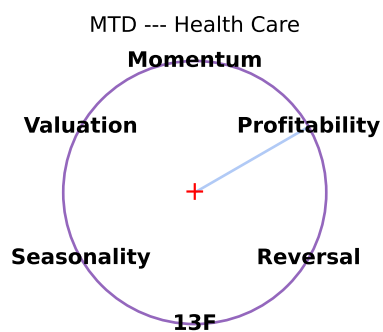 MTD --- Health Care
Momentum
Valuation
Profitability
Seasonality
Reversal
13F